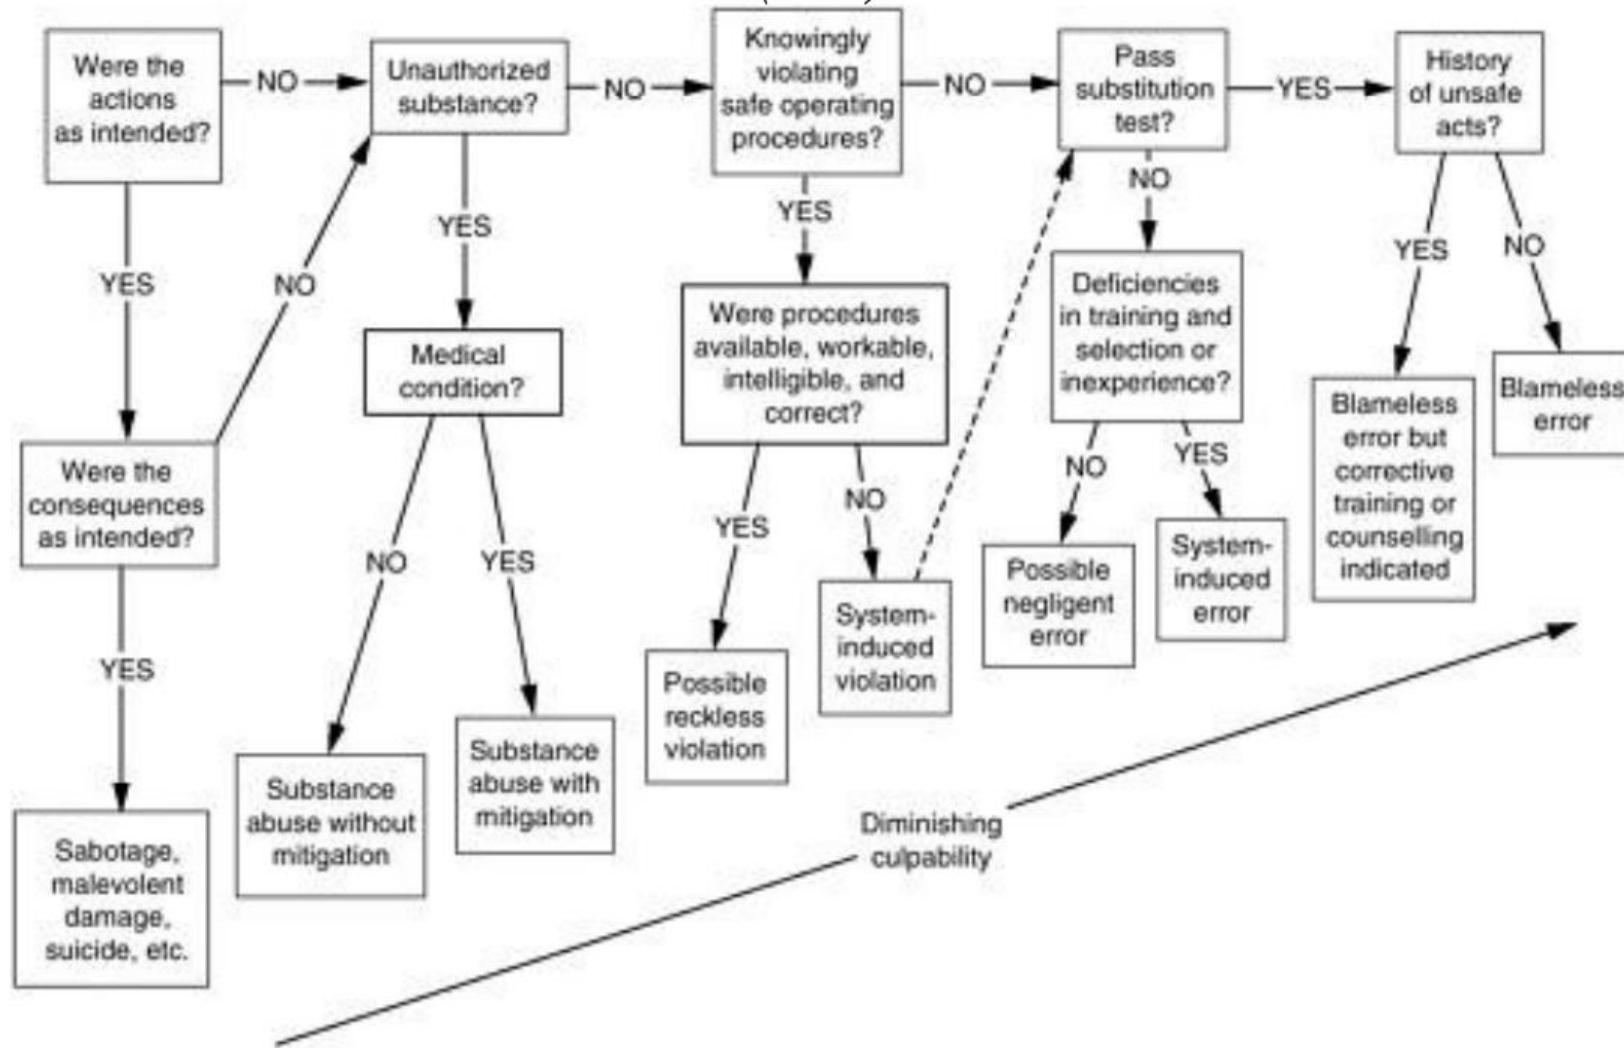 Were the
actions
as intended?
NO
Unauthorized
substance?
NO
Knowingly
violating
safe operating
procedures?
NO
Pass
substitution
test?
YES
History
of unsafe
acts?
YES
NO
YES
YES
NO
YES
NO
Medical
condition?
Were procedures
available, workable,
intelligible, and
correct?
Deficiencies
in training and
selection or
inexperience?
Blameless
error but
corrective
training or
counselling
indicated
Blameless
error
Were the
consequences
as intended?
NO
YES
YES
NO
NO
YES
YES
Substance
abuse without
mitigation
Substance
abuse with
mitigation
Possible
reckless
violation
System-
induced
violation
Possible
negligent
error
System-
induced
error
Sabotage,
malevolent
damage,
suicide, etc.
Diminishing
culpability